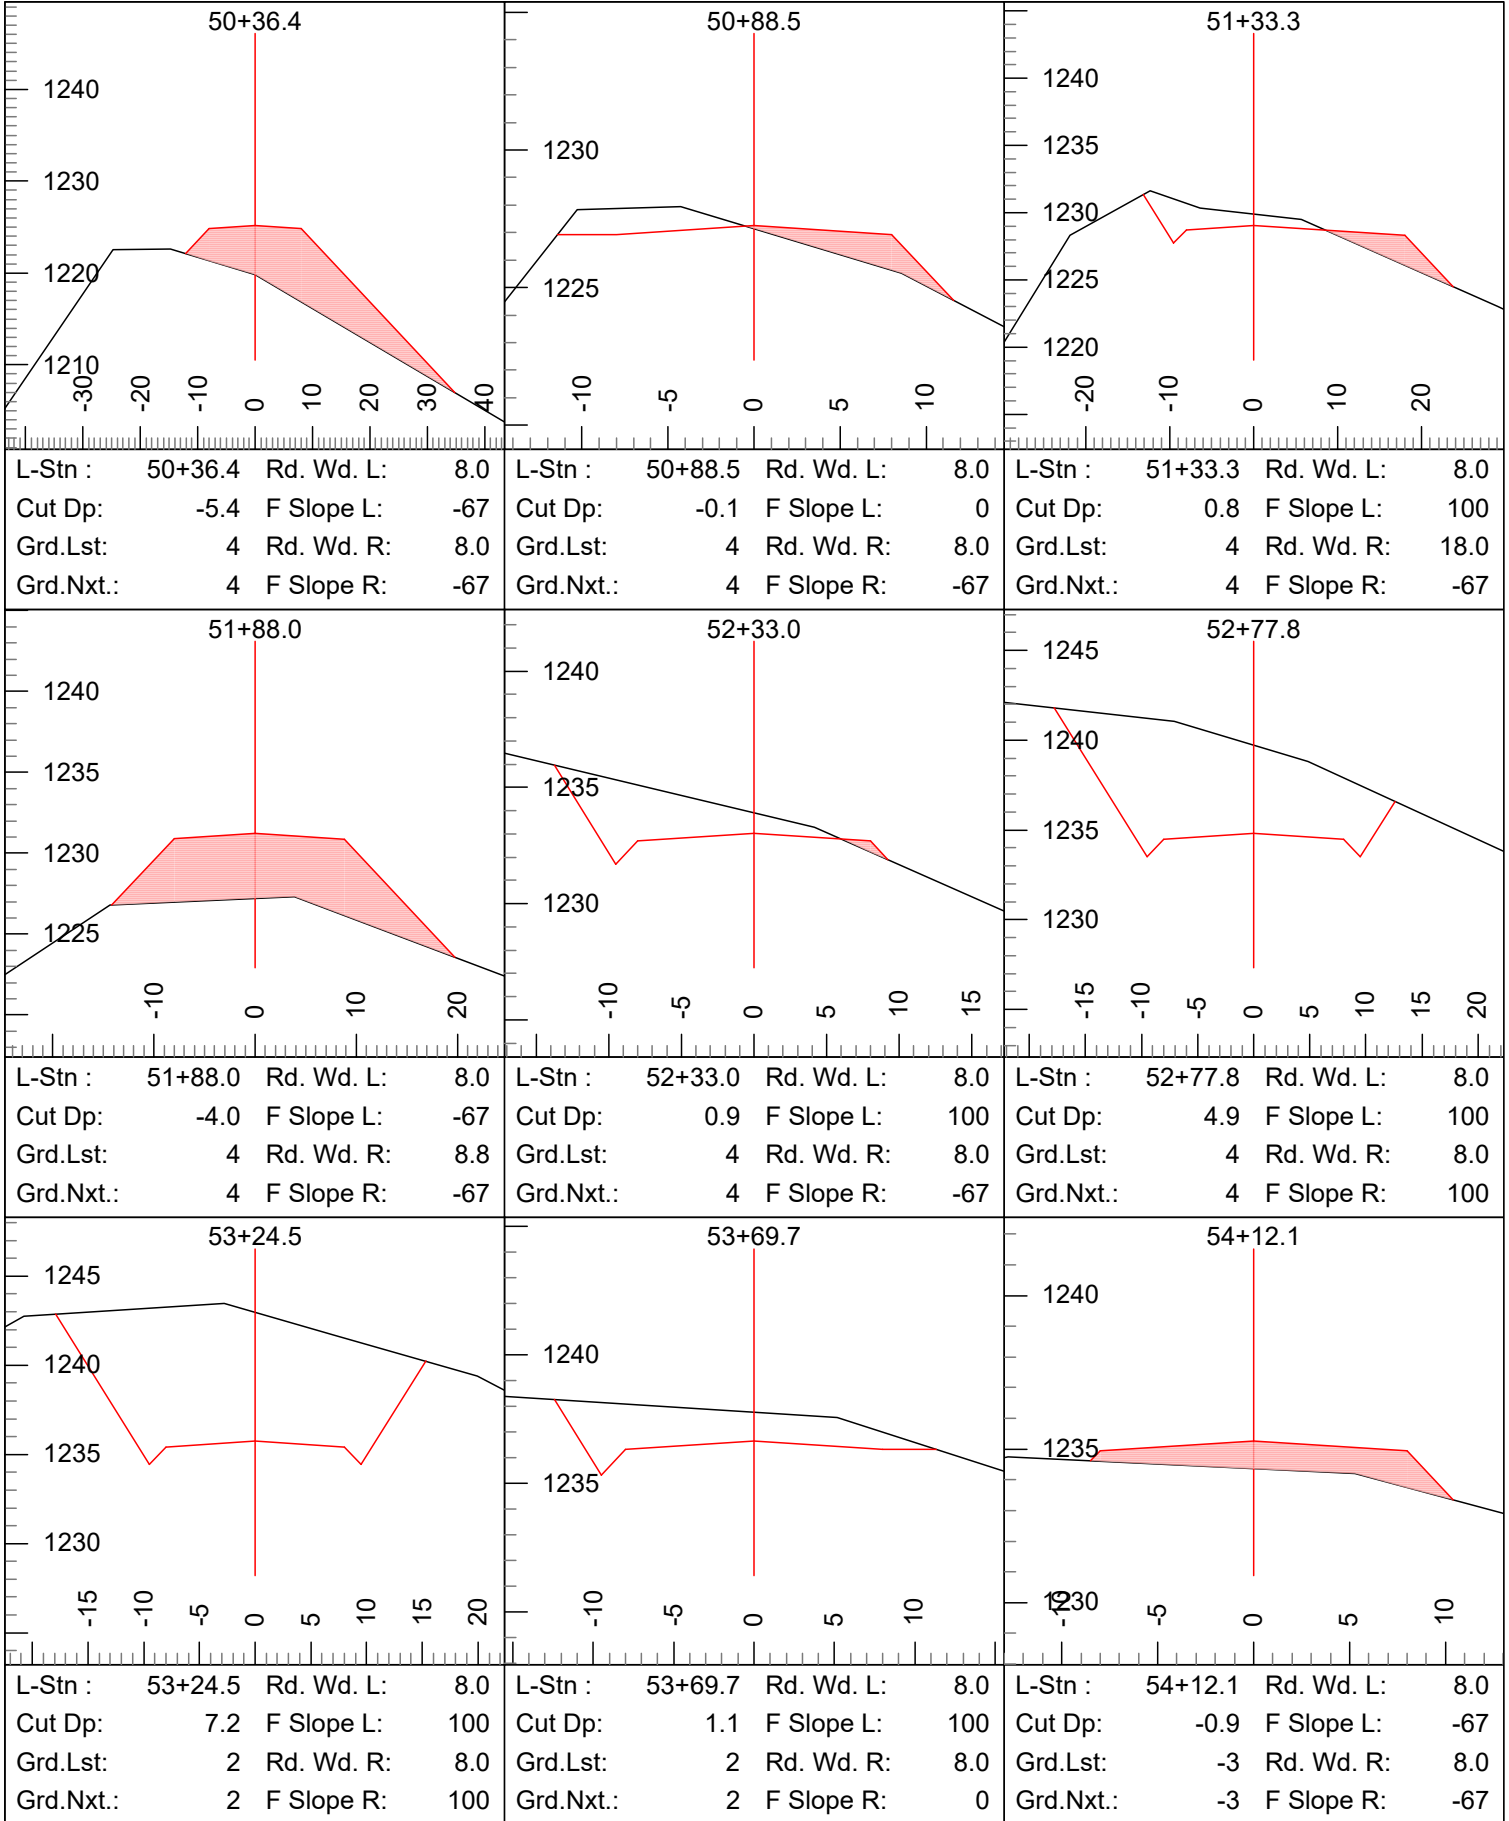 50+36.4
1240
1230
1220
1210
-30 -20 -10 0 10 20 30 40
L-Stn : 50+36.4 Rd. Wd. L: 8.0
Cut Dp: -5.4 F Slope L: -67
Grd.Lst: 4 Rd. Wd. R: 8.0
Grd.Nxt.: 4 F Slope R: -67
50+88.5
1230
1225
-10 -5 0 5 10
L-Stn : 50+88.5 Rd. Wd. L: 8.0
Cut Dp: -0.1 F Slope L: 0
Grd.Lst: 4 Rd. Wd. R: 8.0
Grd.Nxt.: 4 F Slope R: -67
51+33.3
1240
1235
1230
1225
1220
-20 -10 0 10 20
L-Stn : 51+33.3 Rd. Wd. L: 8.0
Cut Dp: 0.8 F Slope L: 100
Grd.Lst: 4 Rd. Wd. R: 18.0
Grd.Nxt.: 4 F Slope R: -67
51+88.0
1240
1235
1230
1225
-10 0 10 20
L-Stn : 51+88.0 Rd. Wd. L: 8.0
Cut Dp: -4.0 F Slope L: -67
Grd.Lst: 4 Rd. Wd. R: 8.8
Grd.Nxt.: 4 F Slope R: -67
52+33.0
1240
1235
1230
-10 -5 0 5 10 15
L-Stn : 52+33.0 Rd. Wd. L: 8.0
Cut Dp: 0.9 F Slope L: 100
Grd.Lst: 4 Rd. Wd. R: 8.0
Grd.Nxt.: 4 F Slope R: -67
52+77.8
1245
1240
1235
1230
-15 -10 -5 0 5 10 15 20
L-Stn : 52+77.8 Rd. Wd. L: 8.0
Cut Dp: 4.9 F Slope L: 100
Grd.Lst: 4 Rd. Wd. R: 8.0
Grd.Nxt.: 4 F Slope R: 100
53+24.5
1245
1240
1235
1230
-15 -10 -5 0 5 10 15 20
L-Stn : 53+24.5 Rd. Wd. L: 8.0
Cut Dp: 7.2 F Slope L: 100
Grd.Lst: 2 Rd. Wd. R: 8.0
Grd.Nxt.: 2 F Slope R: 100
53+69.7
1240
1235
-10 -5 0 5 10
L-Stn : 53+69.7 Rd. Wd. L: 8.0
Cut Dp: 1.1 F Slope L: 100
Grd.Lst: 2 Rd. Wd. R: 8.0
Grd.Nxt.: 2 F Slope R: 0
54+12.1
1240
1235
1230
-10 -5 0 5 10
L-Stn : 54+12.1 Rd. Wd. L: 8.0
Cut Dp: -0.9 F Slope L: -67
Grd.Lst: -3 Rd. Wd. R: 8.0
Grd.Nxt.: -3 F Slope R: -67